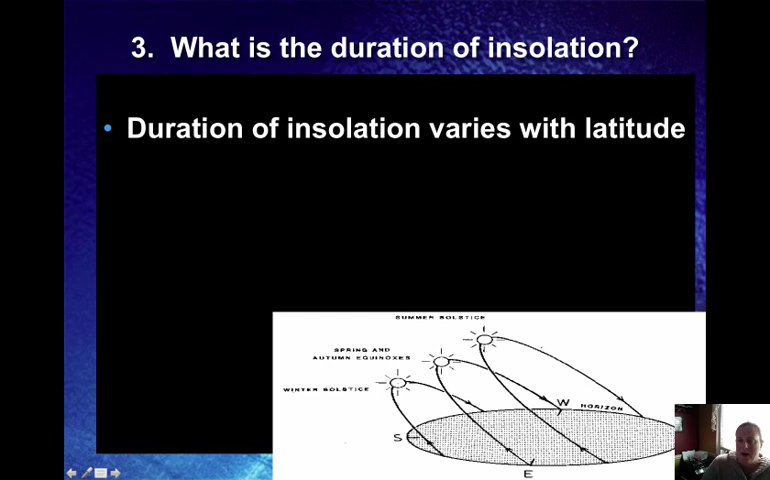 3. What is the duration of insolation?
• Duration of insolation varies with latitude
SUMMER SOLSTICE
SPRING AND
AUTUMN EQUINOXES
WINTER SOLSTICE
W
HORIZON
S
E